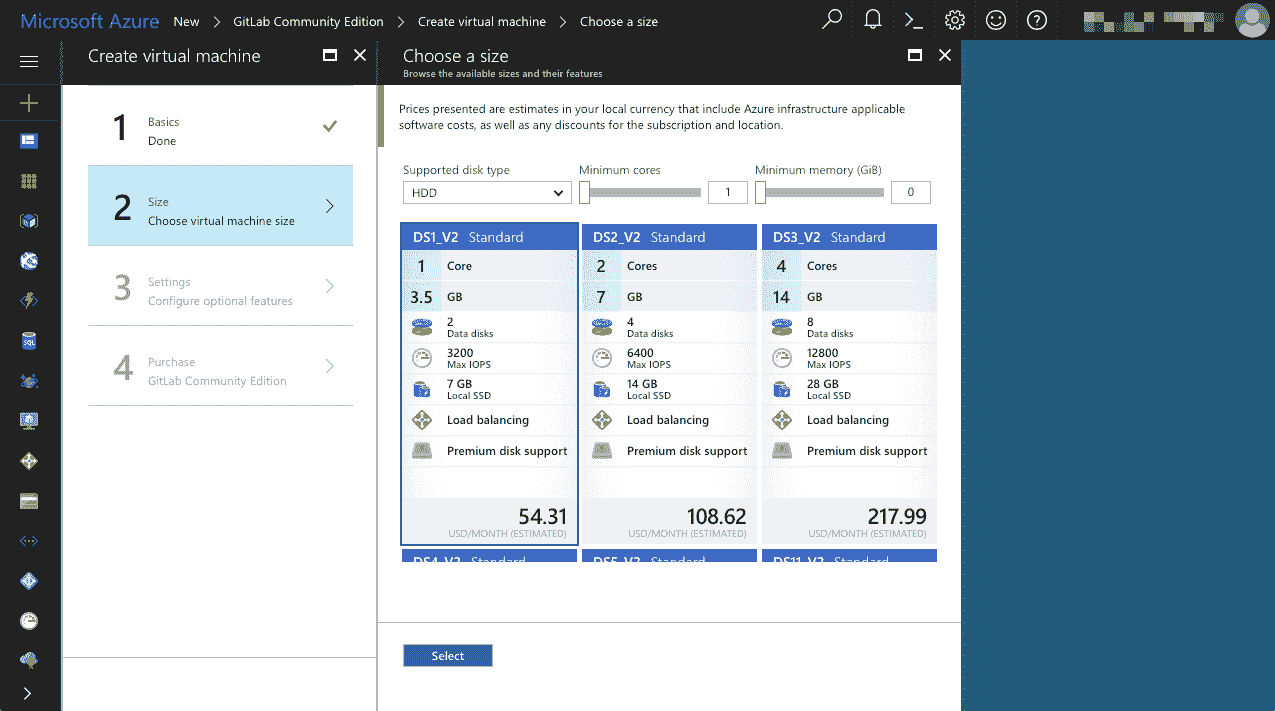 Microsoft Azure New > GitLab Community Edition > Create virtual machine > Choose a size
Create virtual machine
Choose a size
Browse the available sizes and their features
1 Basics
Done
2 Size
Choose virtual machine size
3 Settings
Configure optional features
4 Purchase
GitLab Community Edition
Prices presented are estimates in your local currency that include Azure infrastructure applicable
software costs, as well as any discounts for the subscription and location.
Supported disk type Minimum cores Minimum memory (GiB)
HDD 1 0
DS1_V2 Standard
1 Core
3.5 GB
2
Data disks
3200
Max IOPS
7 GB
Local SSD
Load balancing
Premium disk support
54.31
USD/MONTH (ESTIMATED)
DS2_V2 Standard
2 Cores
7 GB
4
Data disks
6400
Max IOPS
14 GB
Local SSD
Load balancing
Premium disk support
108.62
USD/MONTH (ESTIMATED)
DS3_V2 Standard
4 Cores
14 GB
8
Data disks
12800
Max IOPS
28 GB
Local SSD
Load balancing
Premium disk support
217.99
USD/MONTH (ESTIMATED)
DS4_V2 Standard DS5_V2 Standard DS11_V2 Standard
Select